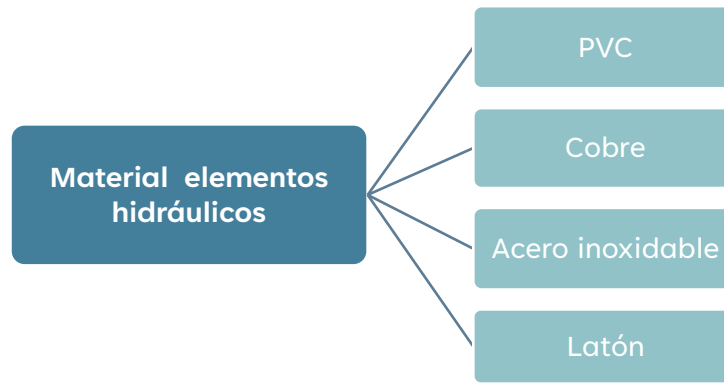 Material elementos
hidráulicos
PVC
Cobre
Acero inoxidable
Latón